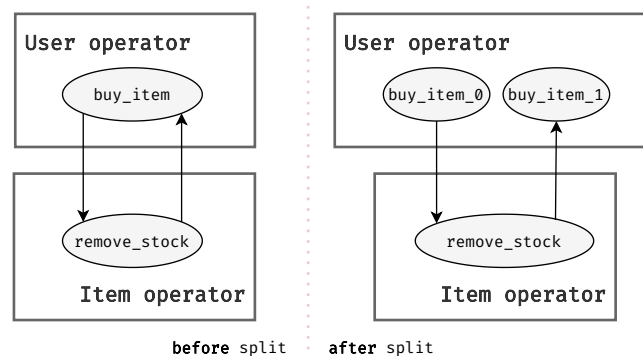 User operator
buy_item
remove_stock
Item operator
before split
User operator
buy_item_0 buy_item_1
remove_stock
Item operator
after split